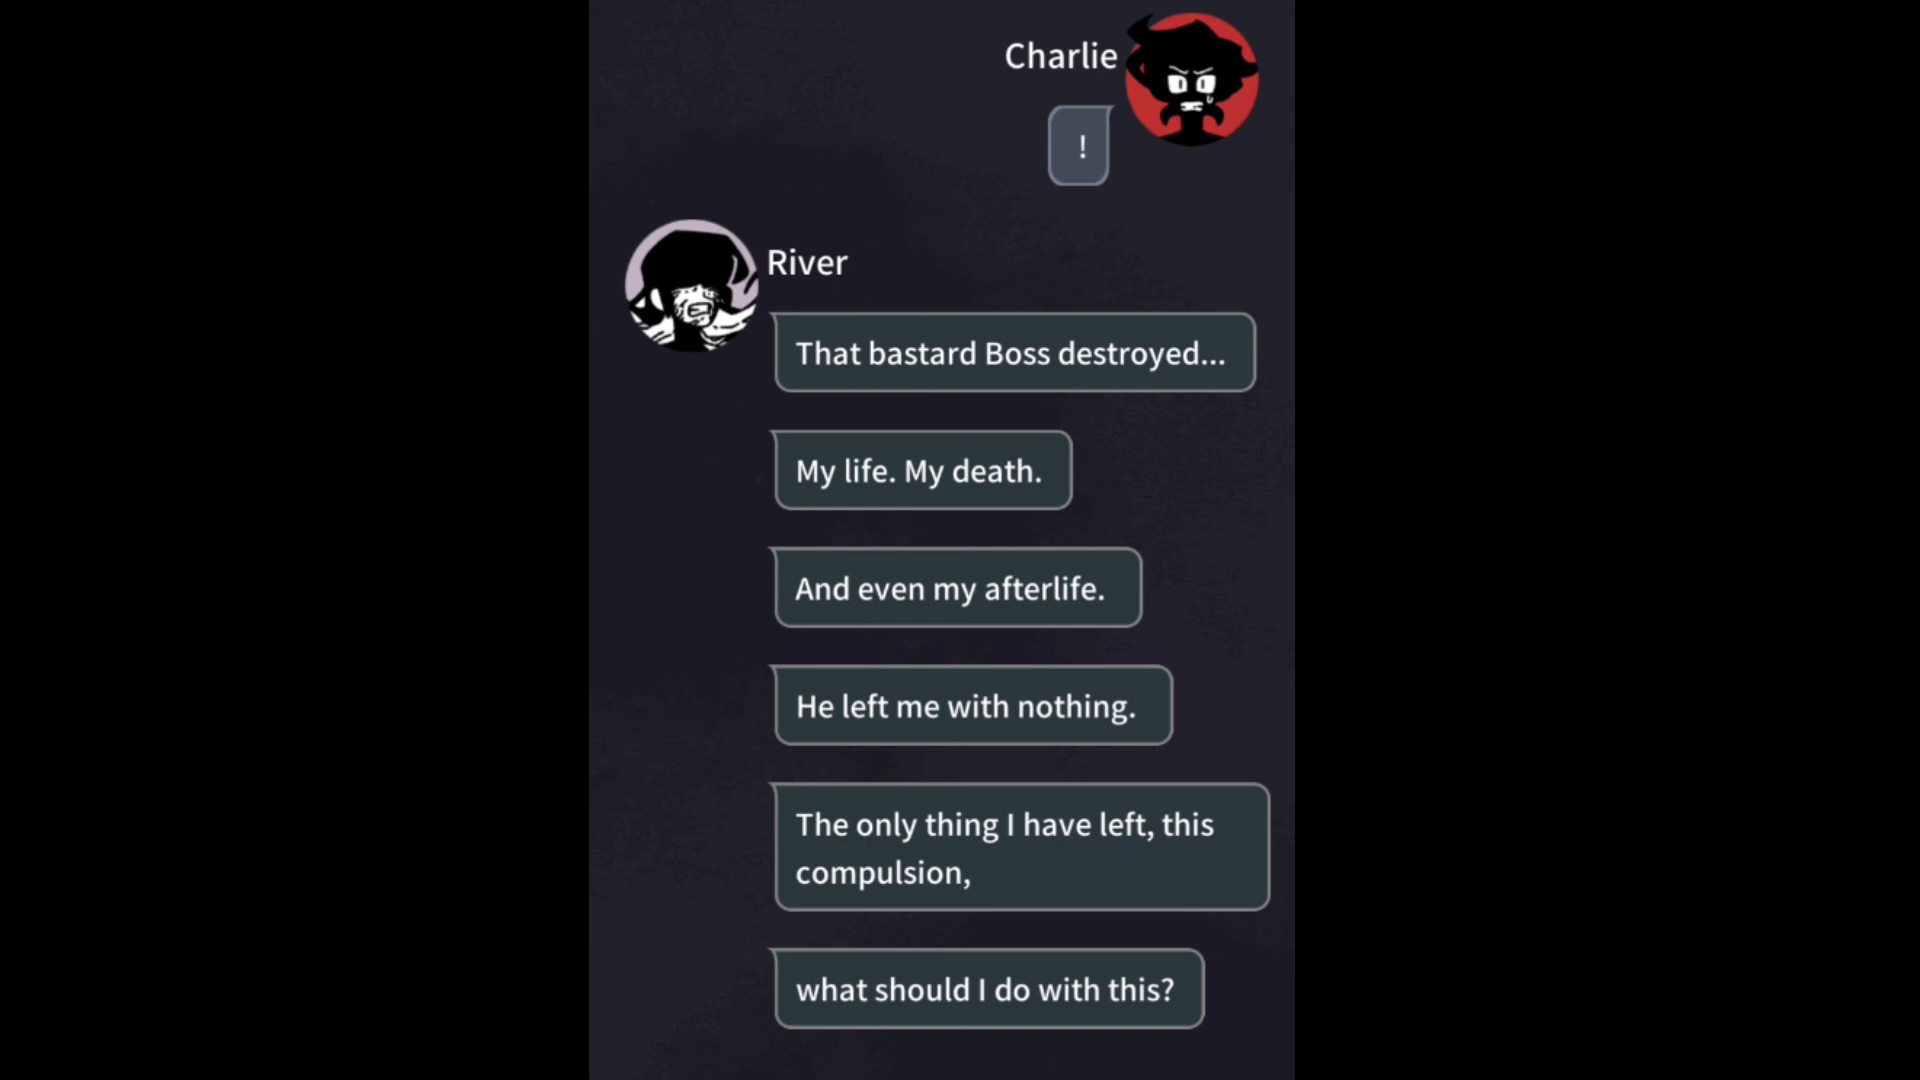 Charlie
!
River
That bastard Boss destroyed...
My life. My death.
And even my afterlife.
He left me with nothing.
The only thing I have left, this
compulsion,
what should I do with this?